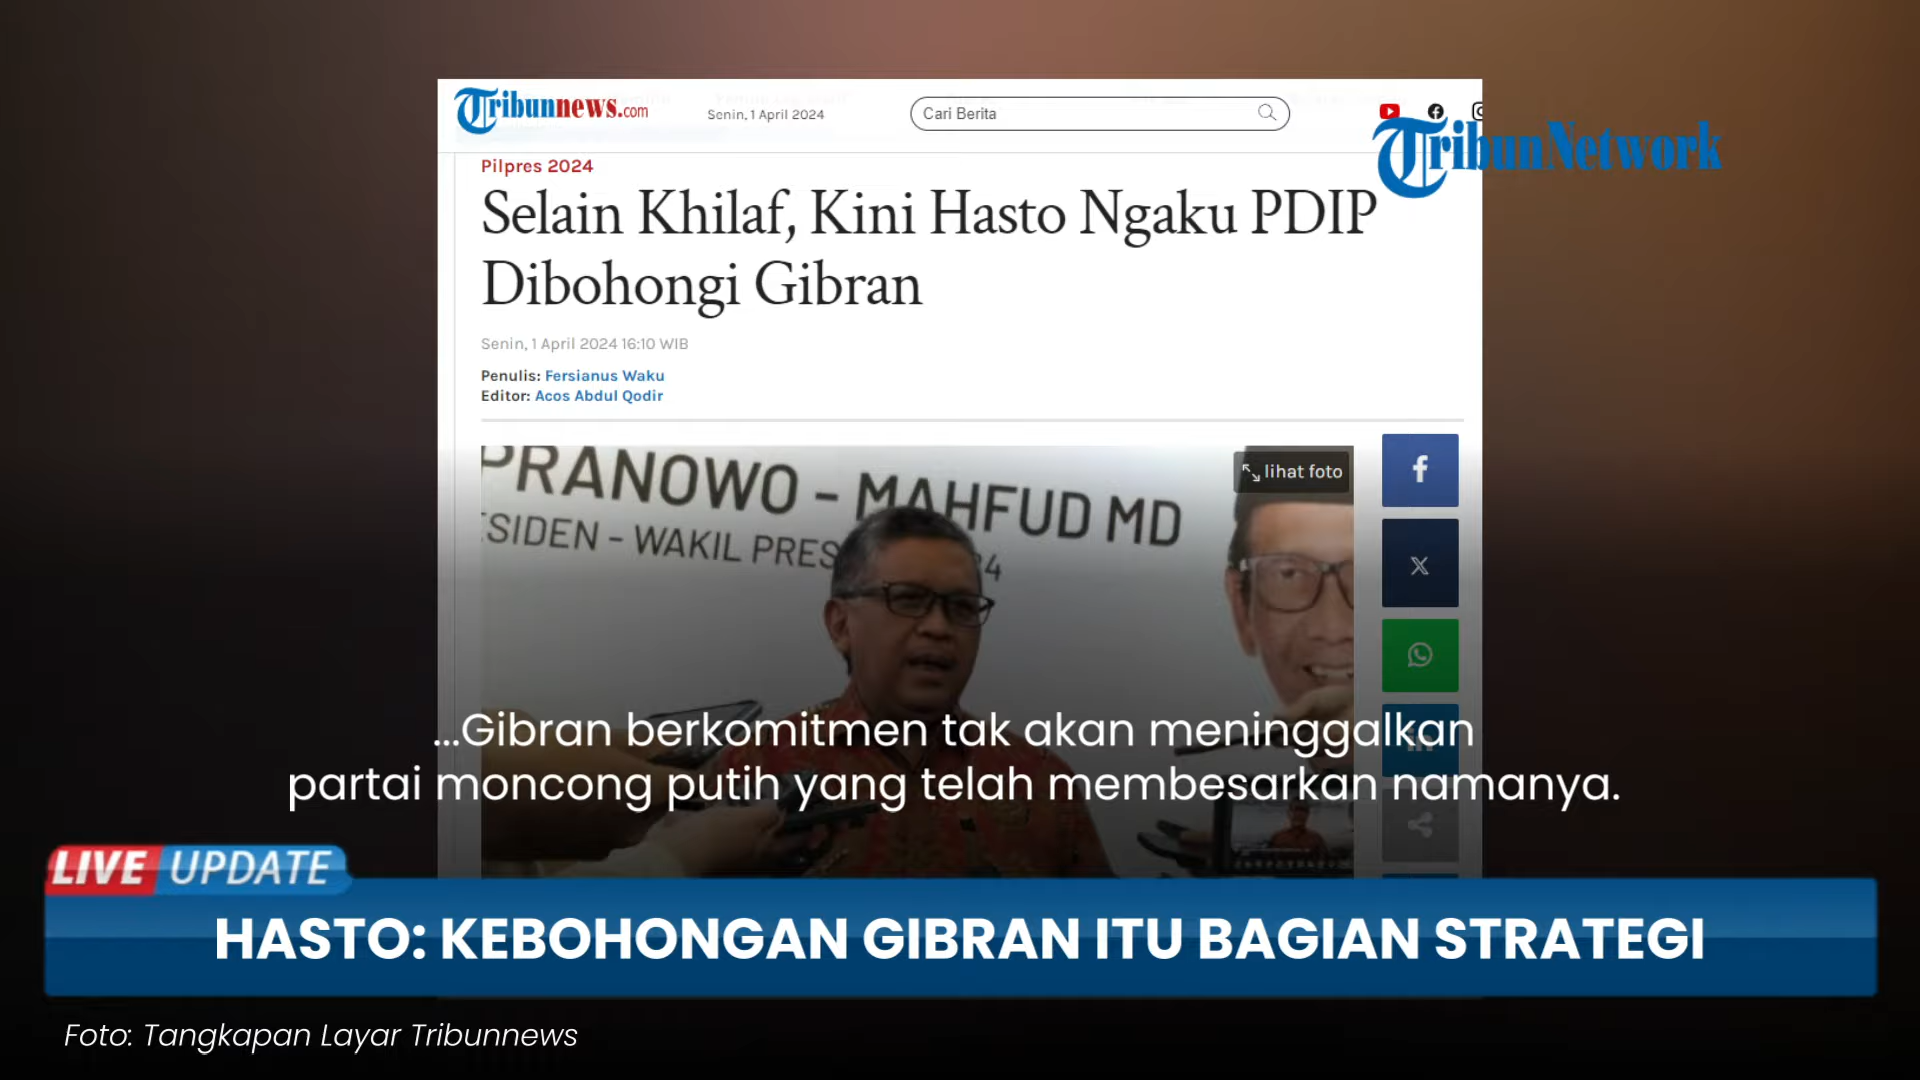 Tribunnews.com
Senin, 1 April 2024
Cari Berita
TribunNetwork
Pilpres 2024
Selain Khilaf, Kini Hasto Ngaku PDIP
Dibohongi Gibran
Senin, 1 April 2024 16:10 WIB
Penulis: Fersianus Waku
Editor: Acos Abdul Qodir
lihat foto
PRANOWO - MAHFUD MD
SIDEN - WAKIL PRES 24
...Gibran berkomitmen tak akan meninggalkan
partai moncong putih yang telah membesarkan namanya.
LIVE UPDATE
HASTO: KEBOHONGAN GIBRAN ITU BAGIAN STRATEGI
Foto: Tangkapan Layar Tribunnews